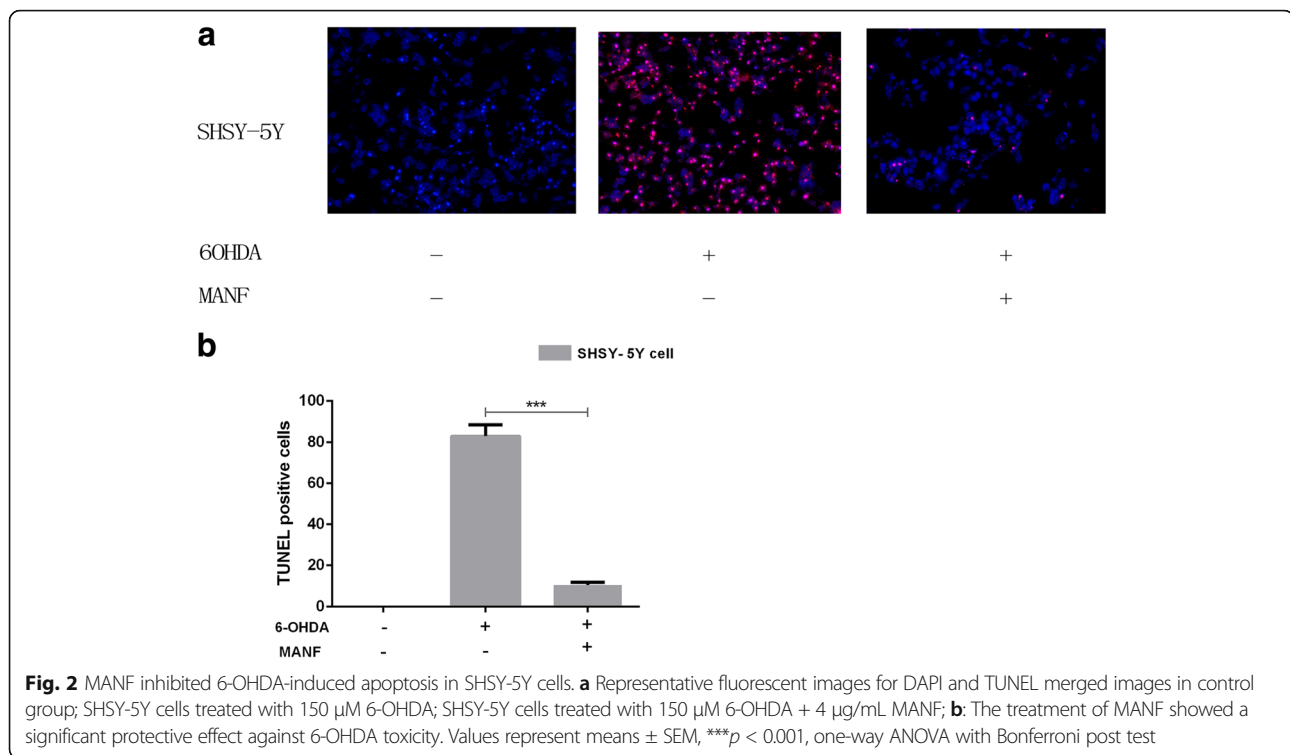 a
SHSY-5Y
6OHDA − + +
MANF − − +
b
SHSY- 5Y cell
100
80
60
40
20
0
TUNEL positive cells
***
6-OHDA - + +
MANF - - +
Fig. 2 MANF inhibited 6-OHDA-induced apoptosis in SHSY-5Y cells. a Representative fluorescent images for DAPI and TUNEL merged images in control
group; SHSY-5Y cells treated with 150 μM 6-OHDA; SHSY-5Y cells treated with 150 μM 6-OHDA + 4 μg/mL MANF; b: The treatment of MANF showed a
significant protective effect against 6-OHDA toxicity. Values represent means ± SEM, ***p < 0.001, one-way ANOVA with Bonferroni post test